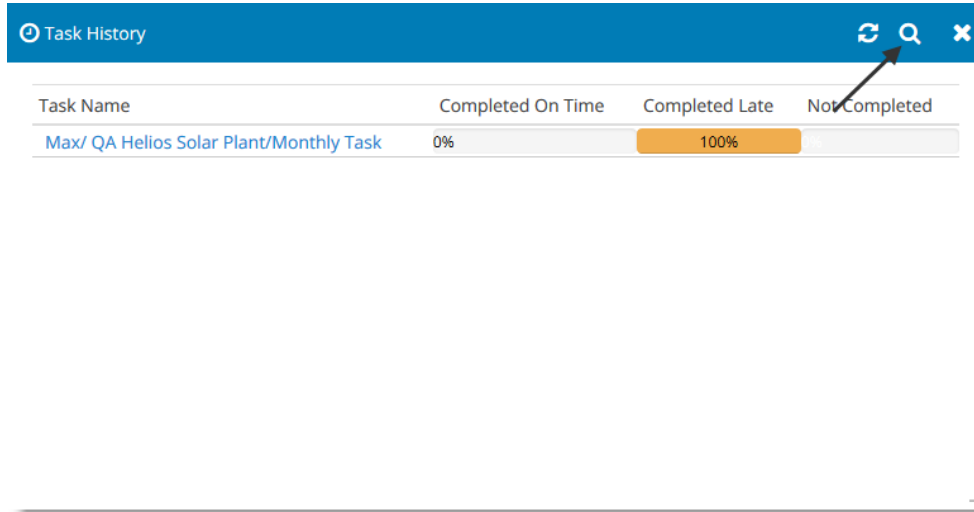 Task History
Task Name Completed On Time Completed Late Not Completed
Max/ QA Helios Solar Plant/Monthly Task 0% 100% 0%